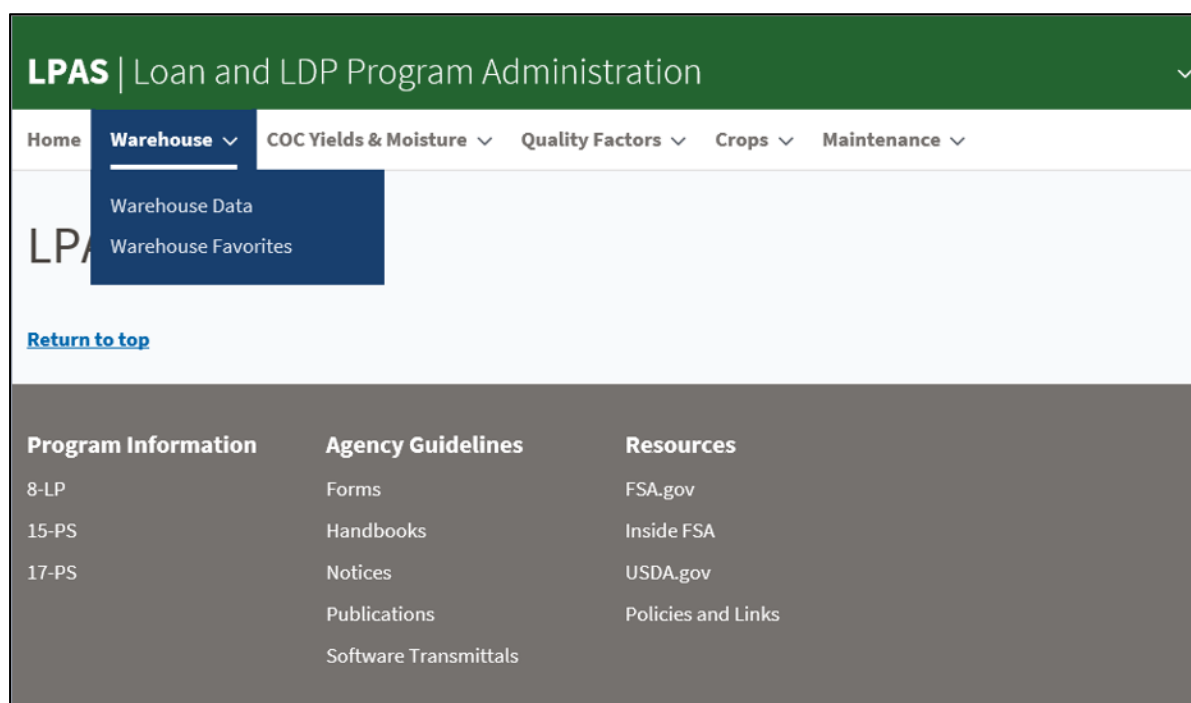 LPAS | Loan and LDP Program Administration
Home Warehouse COC Yields & Moisture Quality Factors Crops Maintenance
Warehouse Data
Warehouse Favorites
Return to top
Program Information Agency Guidelines Resources
8-LP Forms FSA.gov
15-PS Handbooks Inside FSA
17-PS Notices USDA.gov
Publications Policies and Links
Software Transmittals